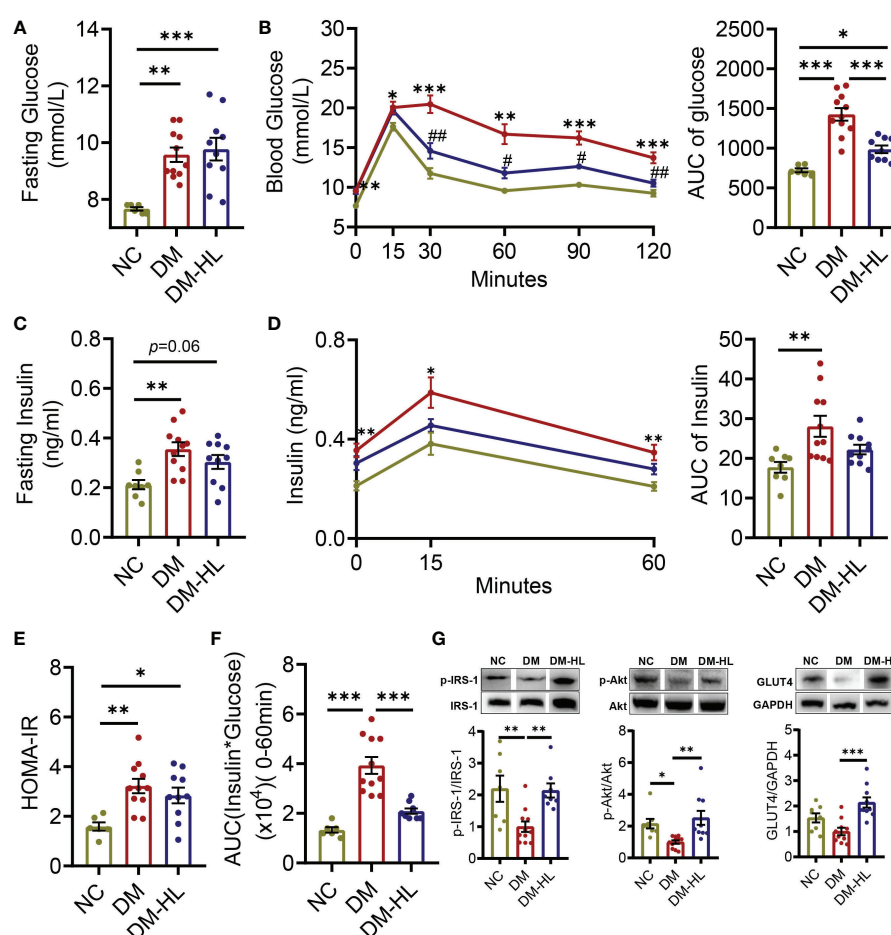 A
Fasting Glucose
(mmol/L)
14
12
10
8
***
**
NC
DM
DM-HL
B
Blood Glucose
(mmol/L)
30
25
20
15
10
5
**
*
***
##
**
#
***
#
***
##
0
15
30
60
90
120
Minutes
AUC of glucose
2500
2000
1500
1000
500
0
*
***
***
NC
DM
DM-HL
C
Fasting Insulin
(ng/ml)
0.8
0.6
0.4
0.2
0.0
p=0.06
**
NC
DM
DM-HL
D
Insulin (ng/ml)
0.8
0.4
0.0
**
*
**
0
15
60
Minutes
AUC of Insulin
50
40
30
20
10
0
**
NC
DM
DM-HL
E
HOMA-IR
8
6
4
2
0
*
**
NC
DM
DM-HL
F
AUC(Insulin*Glucose)
(x10⁴)( 0-60min)
8
6
4
2
0
***
***
NC
DM
DM-HL
G
NC DM DM-HL
p-IRS-1
IRS-1
p-IRS-1/IRS-1
8
6
4
2
0
**
**
NC
DM
DM-HL
NC DM DM-H
p-Akt
Akt
p-Akt/Akt
8
6
4
2
0
*
**
NC
DM
DM-HL
NC DM DM-HL
GLUT4
GAPDH
GLUT4/GAPDH
5
4
3
2
1
0
***
NC
DM
DM-HL